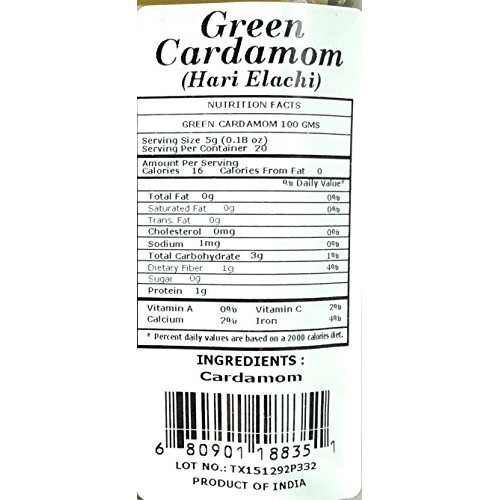 Green
Cardamom
(Hari Elachi)
NUTRITION FACTS
GREEN CARDAMOM 100 GMS
Serving Size 5g (0.18 oz)
Serving Per Container 20
Amount Per Serving
Calories 16 Calories From Fat 0
% Daily Value*
Total Fat 0g 0%
Saturated Fat 0g 0%
Trans. Fat 0g
Cholesterol 0mg 0%
Sodium 1mg 0%
Total Carbohydrate 3g 1%
Dietary Fiber 1g 4%
Sugar 0g
Protein 1g
Vitamin A 0% Vitamin C 2%
Calcium 2% Iron 4%
* Percent daily values are based on a 2000 calories diet.
INGREDIENTS :
Cardamom
6 80901 18835 1
LOT NO.: TX151292P332
PRODUCT OF INDIA